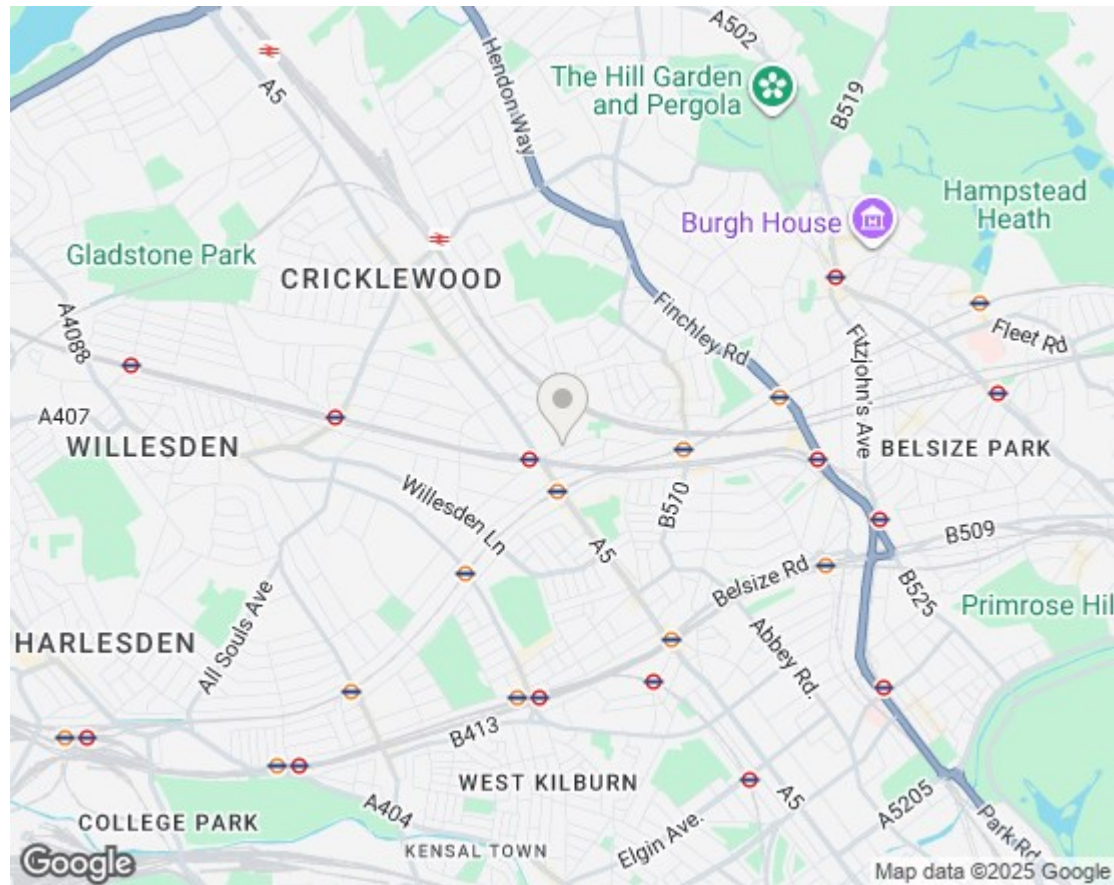 A502
Hendon Way
The Hill Garden
and Pergola
B519
A5
Burgh House
Hampstead
Heath
Gladstone Park
CRICKLEWOOD
A4088
Finchley Rd
Fitzjohn's Ave
Fleet Rd
A407
WILLESDEN
BELSIZE PARK
Willesden Ln
B570
A5
B509
Belsize Rd
B525
Primrose Hil
All Souls Ave
HARLESDEN
Abbey Rd.
B413
WEST KILBURN
A5
A5205
COLLEGE PARK
A404
KENSAL TOWN
Elgin Ave.
Park Rd
Google
Map data ©2025 Google